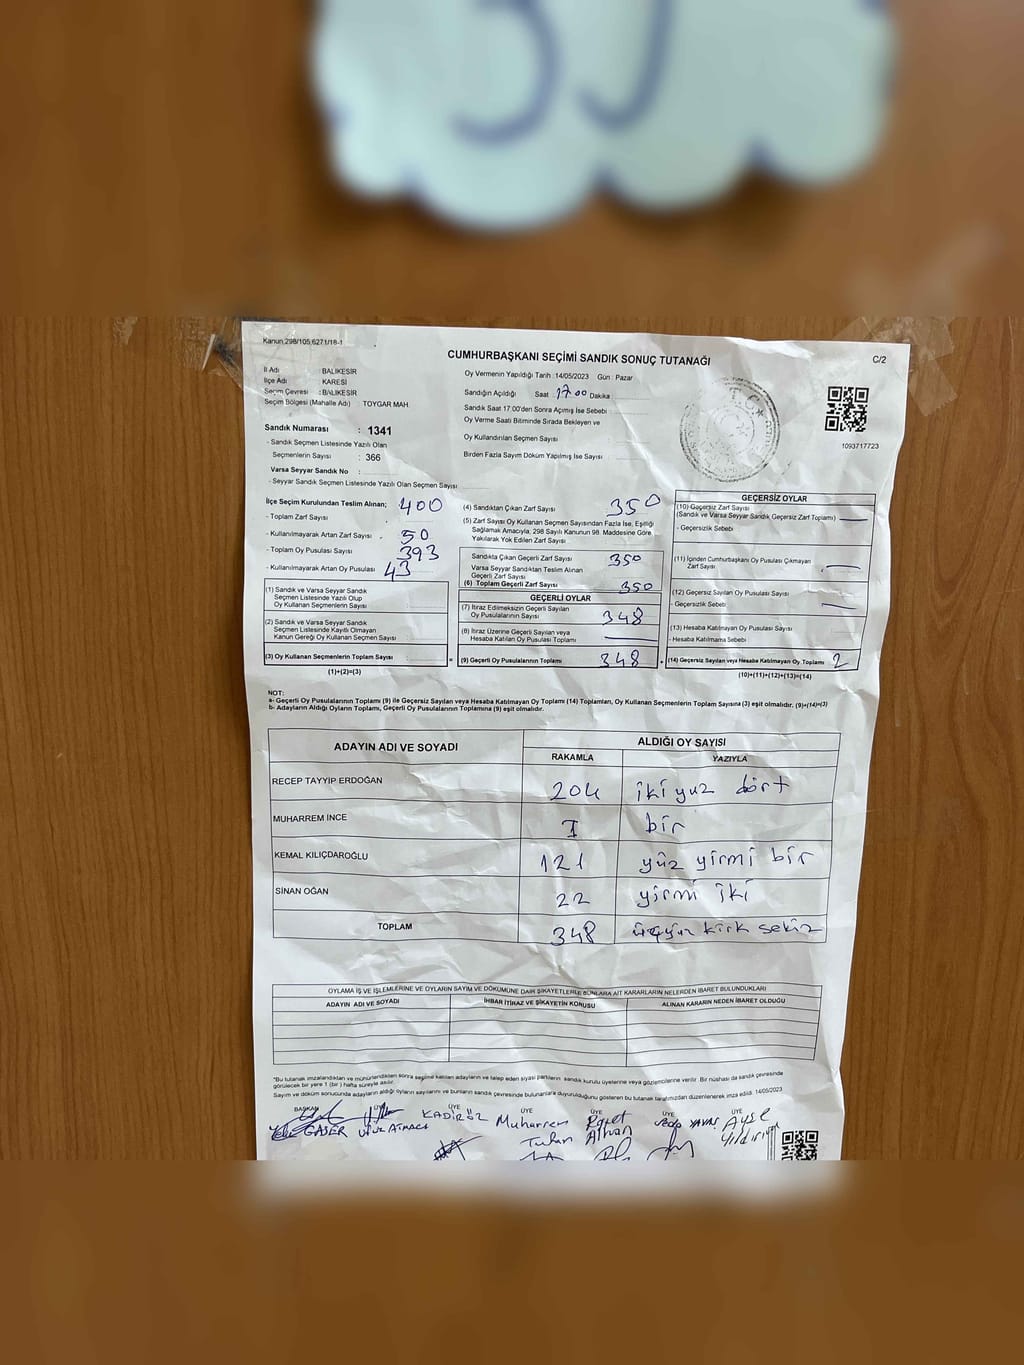 Kanun:298/105,6271/18-1
CUMHURBAŞKANI SEÇİMİ SANDIK SONUÇ TUTANAĞI
C/2
İl Adı : BALIKESİR
İlçe Adı : KARESİ
Seçim Çevresi : BALIKESİR
Seçim Bölgesi (Mahalle Adı) : TOYGAR MAH.
Oy Vermenin Yapıldığı Tarih :14/05/2023 Gün : Pazar
Sandığın Açıldığı Saat 17.00 Dakika
Sandık Saat 17.00'den Sonra Açılmış İse Sebebi
Oy Verme Saati Bitiminde Sırada Bekleyen ve
Oy Kullandırılan Seçmen Sayısı
Birden Fazla Sayım Döküm Yapılmış İse Sayısı
1093717723
Sandık Numarası : 1341
- Sandık Seçmen Listesinde Yazılı Olan
Seçmenlerin Sayısı : 366
Varsa Seyyar Sandık No :
- Seyyar Sandık Seçmen Listesinde Yazılı Olan Seçmen Sayısı
İlçe Seçim Kurulundan Teslim Alınan;
- Toplam Zarf Sayısı 400
- Kullanılmayarak Artan Zarf Sayısı 50
- Toplam Oy Pusulası Sayısı 393
- Kullanılmayarak Artan Oy Pusulası 43
(1) Sandık ve Varsa Seyyar Sandık
Seçmen Listesinde Yazılı Olup
Oy Kullanan Seçmenlerin Sayısı :
(2) Sandık ve Varsa Seyyar Sandık
Seçmen Listesinde Kayıtlı Olmayan
Kanun Gereği Oy Kullanan Seçmen Sayısı :
(3) Oy Kullanan Seçmenlerin Toplam Sayısı :
(1)+(2)=(3)
(4) Sandıktan Çıkan Zarf Sayısı 350
(5) Zarf Sayısı Oy Kullanan Seçmen Sayısından Fazla İse, Eşitliği
Sağlamak Amacıyla, 298 Sayılı Kanunun 98. Maddesine Göre
Yakılarak Yok Edilen Zarf Sayısı
Sandıkta Çıkan Geçerli Zarf Sayısı 350
Varsa Seyyar Sandıktan Teslim Alınan
Geçerli Zarf Sayısı
(6) Toplam Geçerli Zarf Sayısı 350
GEÇERLİ OYLAR
(7) İtiraz Edilmeksizin Geçerli Sayılan
Oy Pusulalarının Sayısı 348
(8) İtiraz Üzerine Geçerli Sayılan veya
Hesaba Katılan Oy Pusulası Toplamı
= (9) Geçerli Oy Pusulalarının Toplamı 348
GEÇERSİZ OYLAR
(10) Geçersiz Zarf Sayısı
(Sandık ve Varsa Seyyar Sandık Geçersiz Zarf Toplamı)
- Geçersizlik Sebebi
(11) İçinden Cumhurbaşkanı Oy Pusulası Çıkmayan
Zarf Sayısı
(12) Geçersiz Sayılan Oy Pusulası Sayısı
- Geçersizlik Sebebi
(13) Hesaba Katılmayan Oy Pusulası Sayısı
- Hesaba Katılmama Sebebi
+ (14) Geçersiz Sayılan veya Hesaba Katılmayan Oy Toplamı 2
(10)+(11)+(12)+(13)=(14)
NOT:
a- Geçerli Oy Pusulalarının Toplamı (9) ile Geçersiz Sayılan veya Hesaba Katılmayan Oy Toplamı (14) Toplamları, Oy Kullanan Seçmenlerin Toplam Sayısına (3) eşit olmalıdır. (9)+(14)=(3)
b- Adayların Aldığı Oyların Toplamı, Geçerli Oy Pusulalarının Toplamına (9) eşit olmalıdır.
ADAYIN ADI VE SOYADI
ALDIĞI OY SAYISI
RAKAMLA YAZIYLA
RECEP TAYYİP ERDOĞAN 204 iki yuz dört
MUHARREM İNCE 1 bir
KEMAL KILIÇDAROĞLU 121 yüz yirmi bir
SİNAN OĞAN 22 yirmi iki
TOPLAM 348 üçyüz kırk sekiz
OYLAMA İŞ VE İŞLEMLERİNE VE OYLARIN SAYIM VE DÖKÜMÜNE DAİR ŞİKAYETLERLE BUNLARA AİT KARARLARIN NELERDEN İBARET BULUNDUKLARI
ADAYIN ADI VE SOYADI İHBAR İTİRAZ VE ŞİKAYETİN KONUSU ALINAN KARARIN NEDEN İBARET OLDUĞU
"Bu tutanak imzalandıktan ve mühürlendikten sonra seçime katılan adayların ve talep eden siyasi partilerin sandık kurulu üyelerine veya gözlemcilerine verilir. Bir nüshası da sandık çevresinde
görülecek bir yere 1 (bir) hafta süreyle asılır.
Sayım ve döküm sonucunda adayların aldığı oyların sayılarını ve bunların sandık çevresinde bulunanlara duyurulduğunu gösteren bu tutanak tarafımızdan düzenlenerek imza edildi. 14/05/2023
BAŞKAN ÜYE ÜYE ÜYE ÜYE ÜYE
KADİR ÖZ Muharrem Ayşe
Tulan Alhan Yıldırım